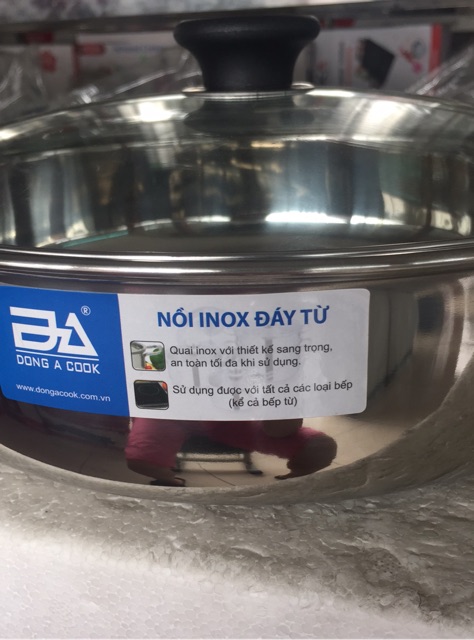 ®
DONG A COOK
www.dongacook.com.vn
NỒI INOX ĐÁY TỪ
Quai inox với thiết kế sang trọng,
an toàn tối đa khi sử dụng.
Sử dụng được với tất cả các loại bếp
(kể cả bếp từ)